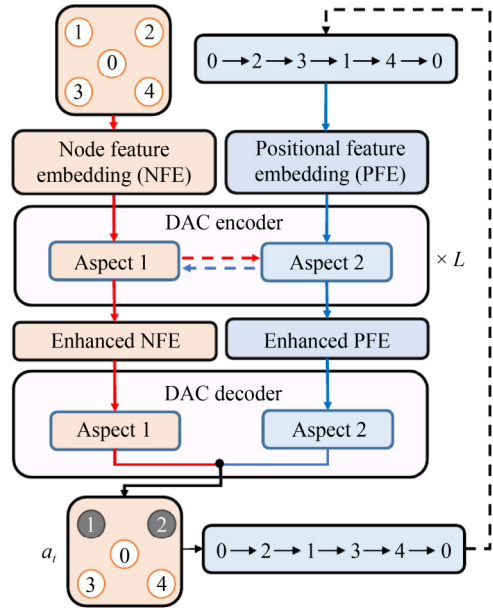 1 2
0
3 4
0 → 2 → 3 → 1 → 4 → 0
Node feature
embedding (NFE)
Positional feature
embedding (PFE)
DAC encoder
Aspect 1
Aspect 2
× L
Enhanced NFE
Enhanced PFE
DAC decoder
Aspect 1
Aspect 2
a_t
1 2
0
3 4
0 → 2 → 1 → 3 → 4 → 0